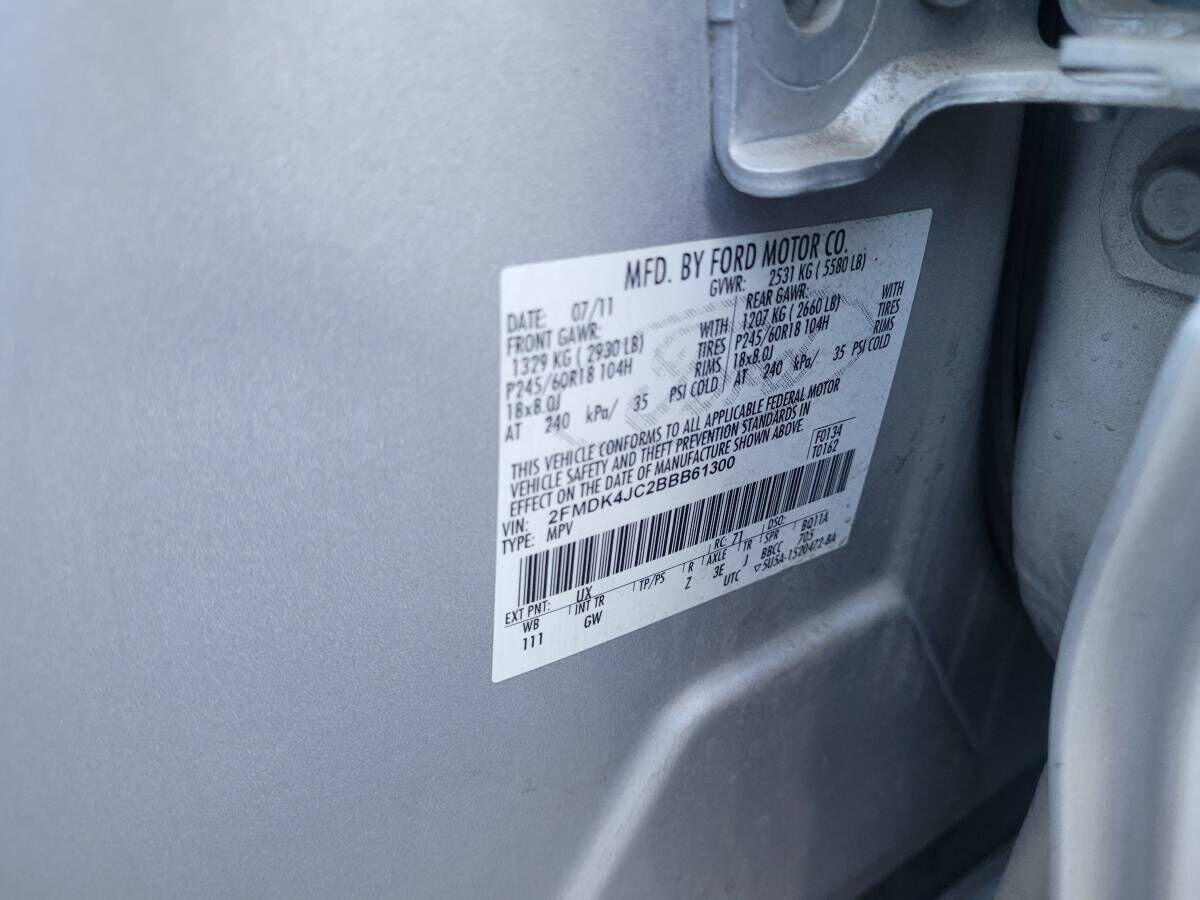 MFD. BY FORD MOTOR CO.
DATE: 07/11 GVWR: 2531 KG ( 5580 LB)
FRONT GAWR: REAR GAWR:
1329 KG ( 2930 LB) WITH 1207 KG ( 2660 LB) WITH
P245/60R18 104H TIRES P245/60R18 104H TIRES
18x8.0J RIMS 18x8.0J RIMS
AT 240 kPa/ 35 PSI COLD AT 240 kPa/ 35 PSI COLD
THIS VEHICLE CONFORMS TO ALL APPLICABLE FEDERAL MOTOR
VEHICLE SAFETY AND THEFT PREVENTION STANDARDS IN
EFFECT ON THE DATE OF MANUFACTURE SHOWN ABOVE.
F0134
T0162
VIN: 2FMDK4JC2BBB61300
TYPE: MPV
EXT PNT: UX RC: Z1 DSO:
WB INT TR TP/PS R AXLE TR SPR BQ11A
111 GW Z 3E J BBCC 705
UTC ▽5U5A-1520472-BA